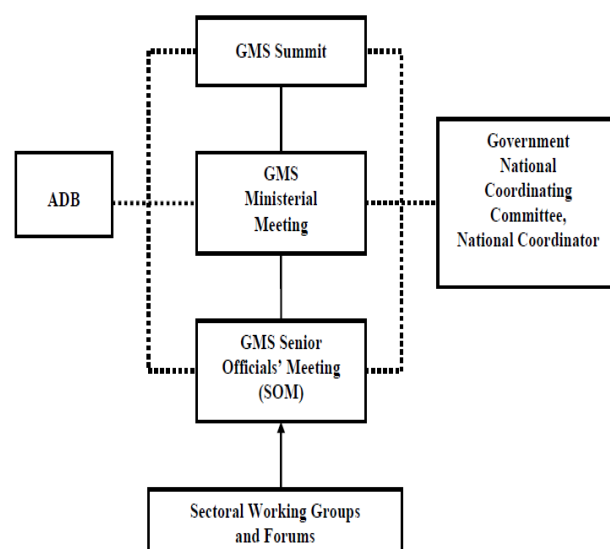 GMS Summit
Government
National
Coordinating
Committee,
National Coordinator
ADB
GMS
Ministerial
Meeting
GMS Senior
Officials' Meeting
(SOM)
Sectoral Working Groups
and Forums